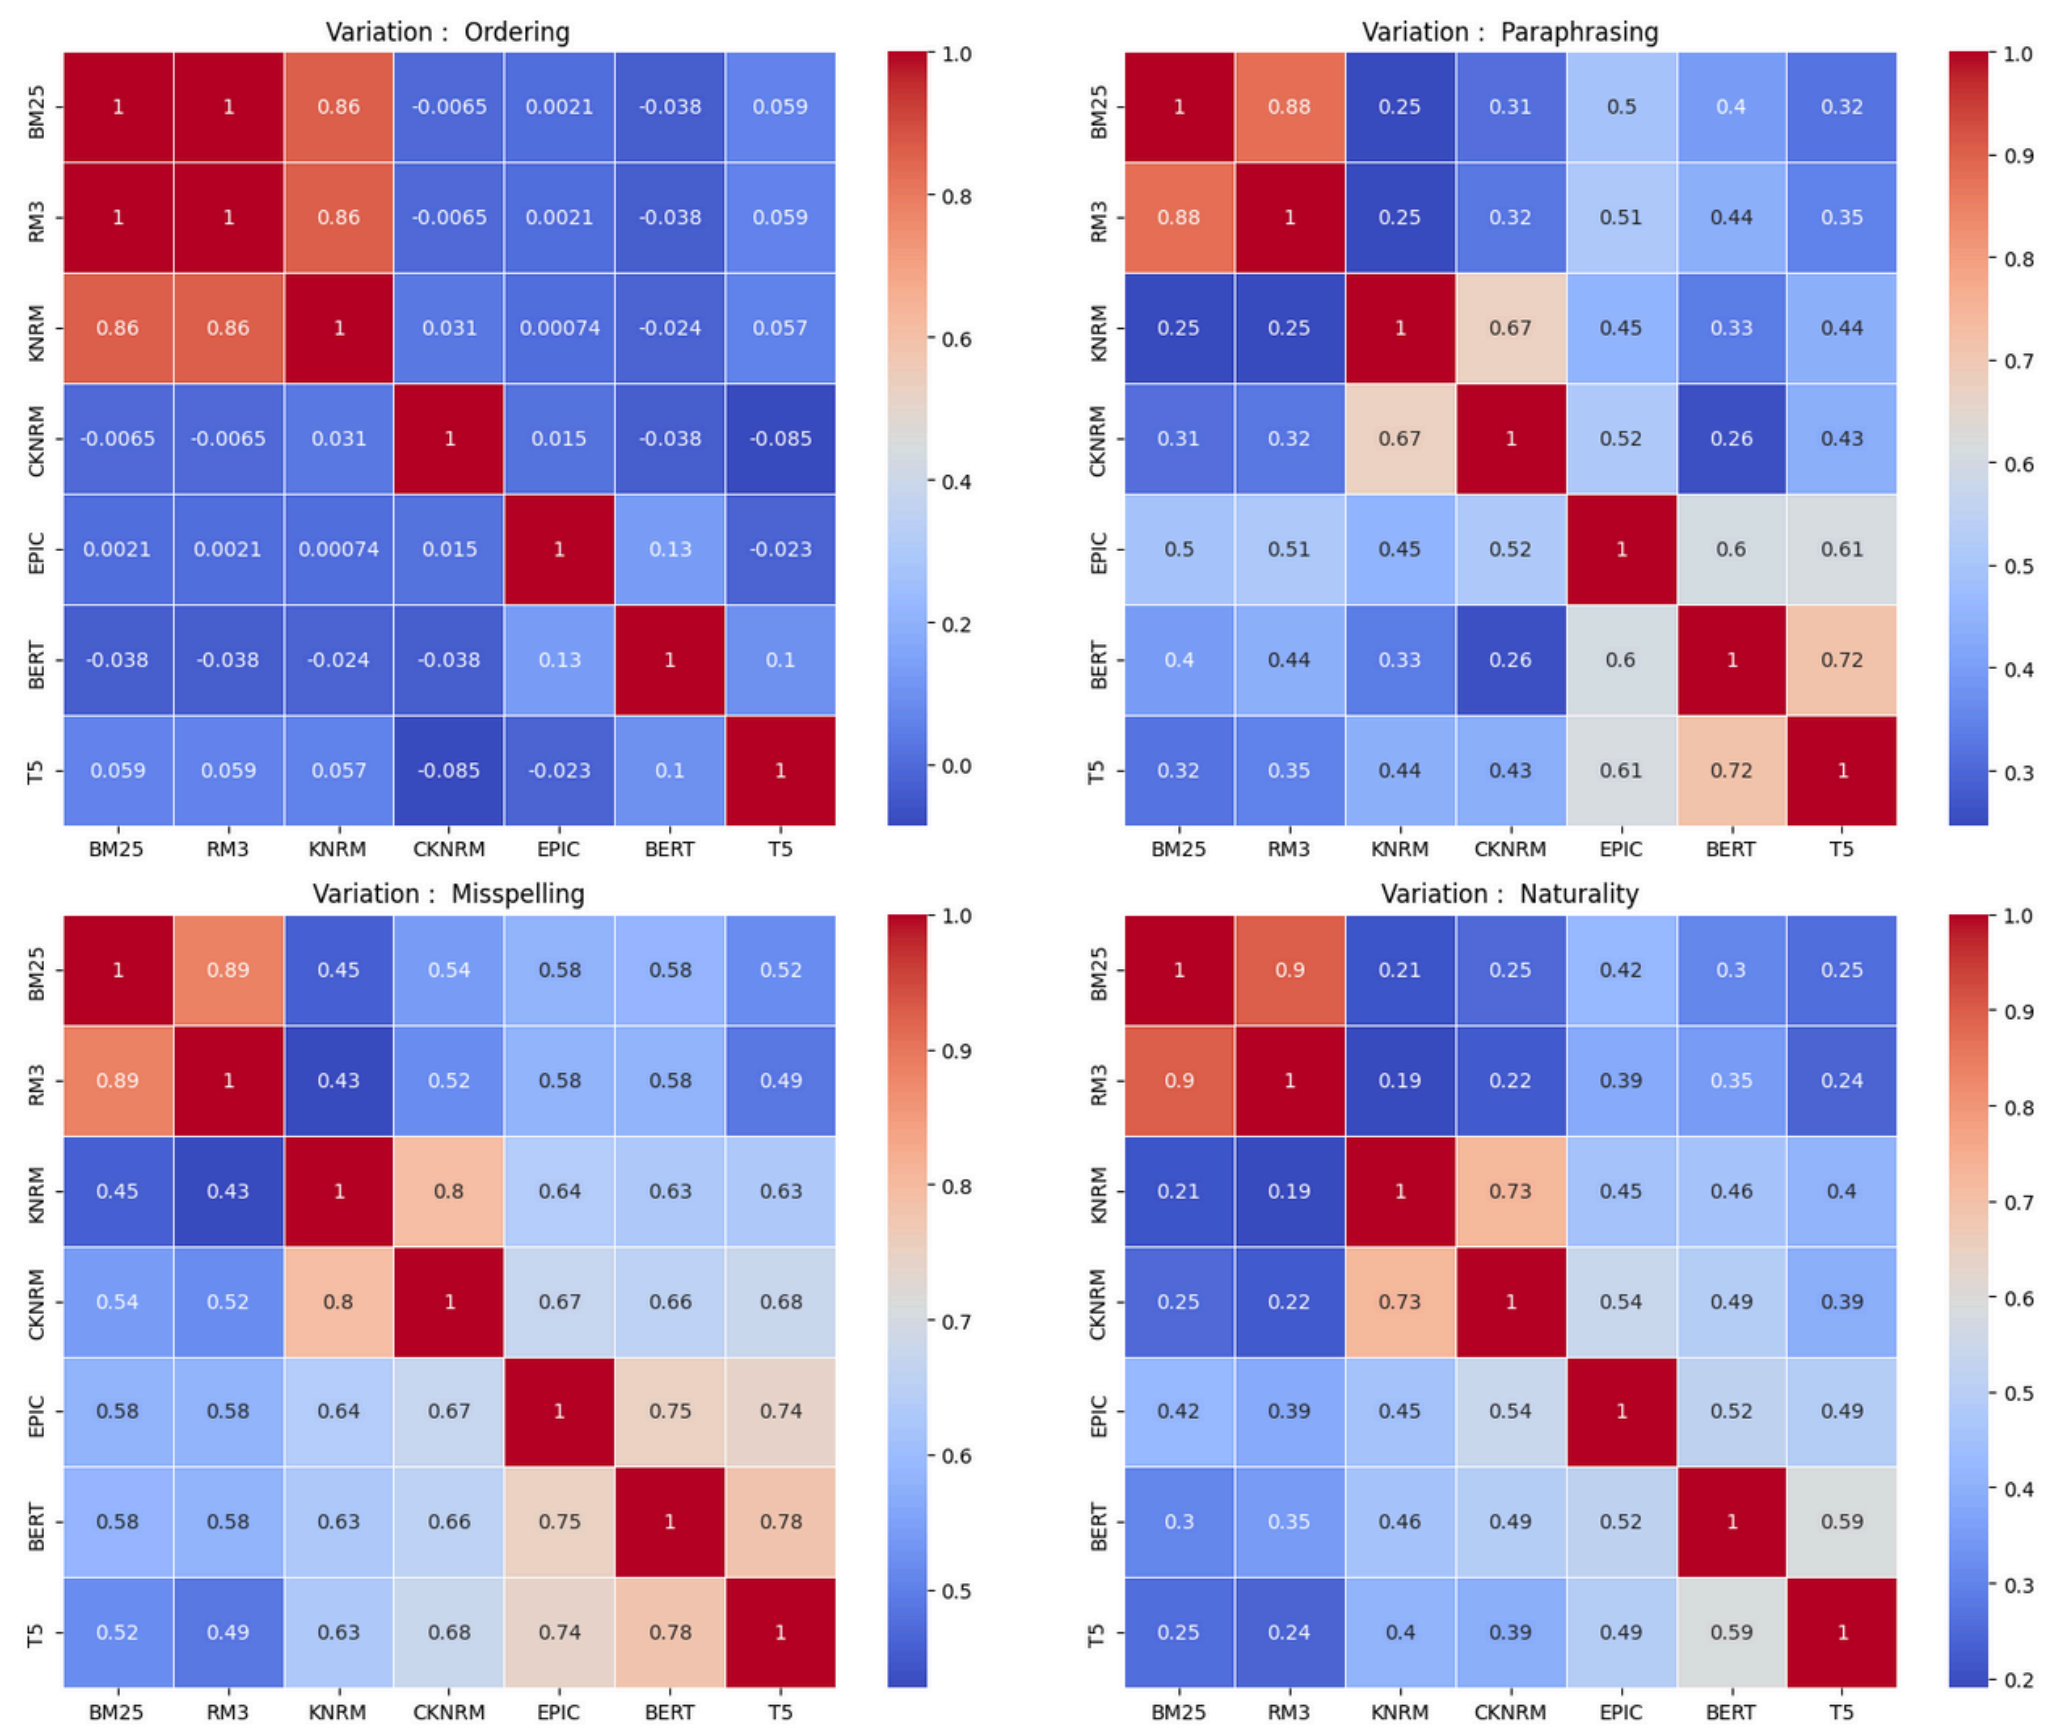 Variation :  Ordering
BM25 1 1 0.86 -0.0065 0.0021 -0.038 0.059
RM3 1 1 0.86 -0.0065 0.0021 -0.038 0.059
KNRM 0.86 0.86 1 0.031 0.00074 -0.024 0.057
CKNRM -0.0065 -0.0065 0.031 1 0.015 -0.038 -0.085
EPIC 0.0021 0.0021 0.00074 0.015 1 0.13 -0.023
BERT -0.038 -0.038 -0.024 -0.038 0.13 1 0.1
T5 0.059 0.059 0.057 -0.085 -0.023 0.1 1
BM25 RM3 KNRM CKNRM EPIC BERT T5
1.0
0.8
0.6
0.4
0.2
0.0
Variation :  Paraphrasing
BM25 1 0.88 0.25 0.31 0.5 0.4 0.32
RM3 0.88 1 0.25 0.32 0.51 0.44 0.35
KNRM 0.25 0.25 1 0.67 0.45 0.33 0.44
CKNRM 0.31 0.32 0.67 1 0.52 0.26 0.43
EPIC 0.5 0.51 0.45 0.52 1 0.6 0.61
BERT 0.4 0.44 0.33 0.26 0.6 1 0.72
T5 0.32 0.35 0.44 0.43 0.61 0.72 1
BM25 RM3 KNRM CKNRM EPIC BERT T5
1.0
0.9
0.8
0.7
0.6
0.5
0.4
0.3
Variation :  Misspelling
BM25 1 0.89 0.45 0.54 0.58 0.58 0.52
RM3 0.89 1 0.43 0.52 0.58 0.58 0.49
KNRM 0.45 0.43 1 0.8 0.64 0.63 0.63
CKNRM 0.54 0.52 0.8 1 0.67 0.66 0.68
EPIC 0.58 0.58 0.64 0.67 1 0.75 0.74
BERT 0.58 0.58 0.63 0.66 0.75 1 0.78
T5 0.52 0.49 0.63 0.68 0.74 0.78 1
BM25 RM3 KNRM CKNRM EPIC BERT T5
1.0
0.9
0.8
0.7
0.6
0.5
Variation :  Naturality
BM25 1 0.9 0.21 0.25 0.42 0.3 0.25
RM3 0.9 1 0.19 0.22 0.39 0.35 0.24
KNRM 0.21 0.19 1 0.73 0.45 0.46 0.4
CKNRM 0.25 0.22 0.73 1 0.54 0.49 0.39
EPIC 0.42 0.39 0.45 0.54 1 0.52 0.49
BERT 0.3 0.35 0.46 0.49 0.52 1 0.59
T5 0.25 0.24 0.4 0.39 0.49 0.59 1
BM25 RM3 KNRM CKNRM EPIC BERT T5
1.0
0.9
0.8
0.7
0.6
0.5
0.4
0.3
0.2